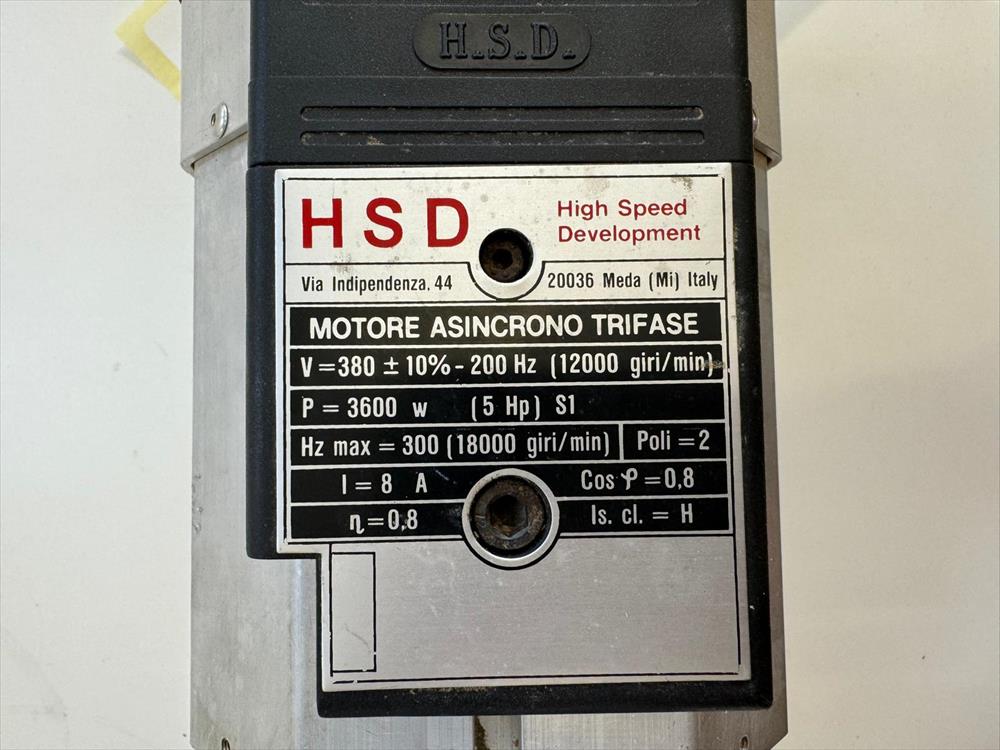 H.S.D.
HSD
High Speed
Development
Via Indipendenza, 44
20036 Meda (Mi) Italy
MOTORE ASINCRONO TRIFASE
V = 380 ± 10% - 200 Hz (12000 giri/min)
P = 3600 w (5 Hp) S1
Hz max = 300 (18000 giri/min) Poli = 2
I = 8 A Cos φ = 0,8
η = 0,8 Is. cl. = H